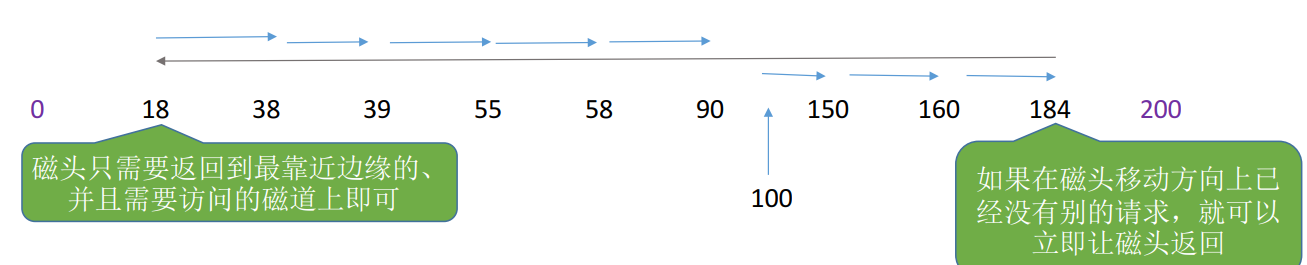 0 18 38 39 55 58 90 150 160 184 200
磁头只需要返回到最靠近边缘的、
并且需要访问的磁道上即可
100
如果在磁头移动方向上已
经没有别的请求，就可以
立即让磁头返回